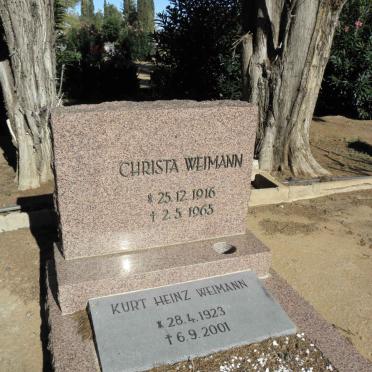 CHRISTA WEIMANN
* 25.12.1916
† 2.5.1965
KURT HEINZ WEIMANN
* 28.4.1923
† 6.9.2001